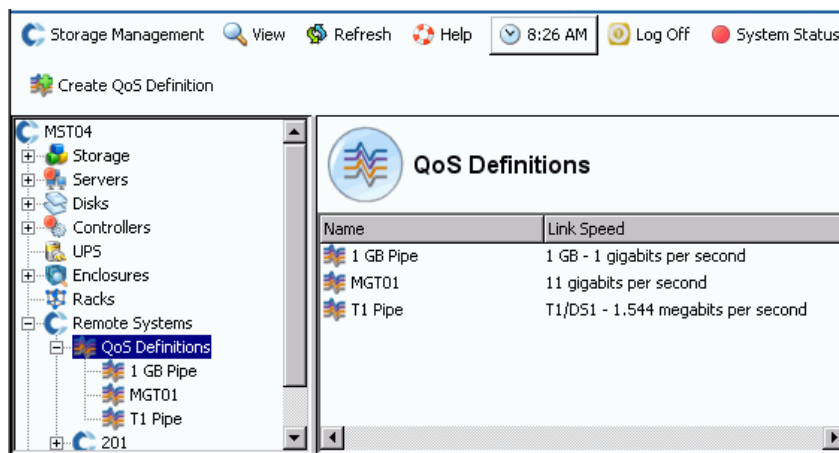 Storage Management View Refresh Help 8:26 AM Log Off System Status
Create QoS Definition
MST04
Storage
Servers
Disks
Controllers
UPS
Enclosures
Racks
Remote Systems
QoS Definitions
1 GB Pipe
MGT01
T1 Pipe
201
QoS Definitions
Name Link Speed
1 GB Pipe 1 GB - 1 gigabits per second
MGT01 11 gigabits per second
T1 Pipe T1/DS1 - 1.544 megabits per second